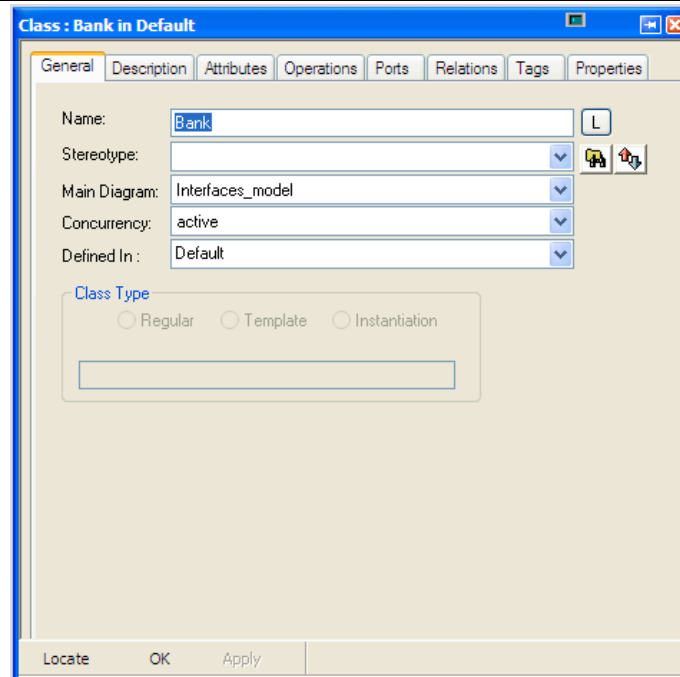 Class : Bank in Default
General Description Attributes Operations Ports Relations Tags Properties
Name: Bank L
Stereotype:
Main Diagram: Interfaces_model
Concurrency: active
Defined In : Default
Class Type
Regular Template Instantiation
Locate OK Apply